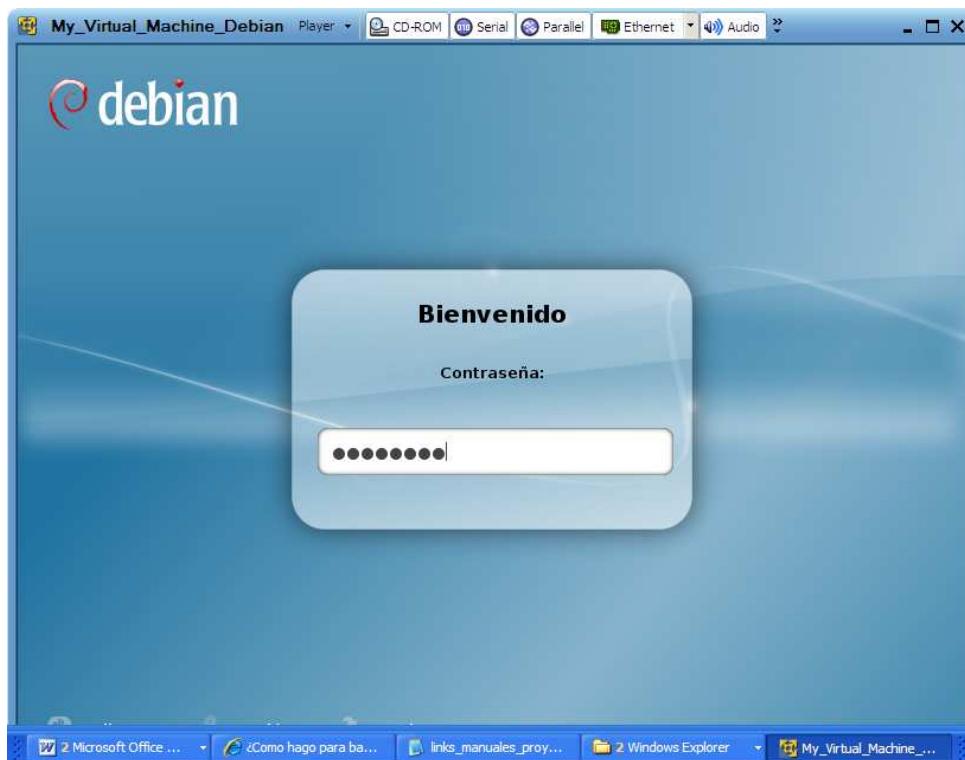 My_Virtual_Machine_Debian Player CD-ROM Serial Parallel Ethernet Audio
debian
Bienvenido
Contraseña:
2 Microsoft Office ... ¿Como hago para ba... links_manuales_proy... 2 Windows Explorer My_Virtual_Machine_...